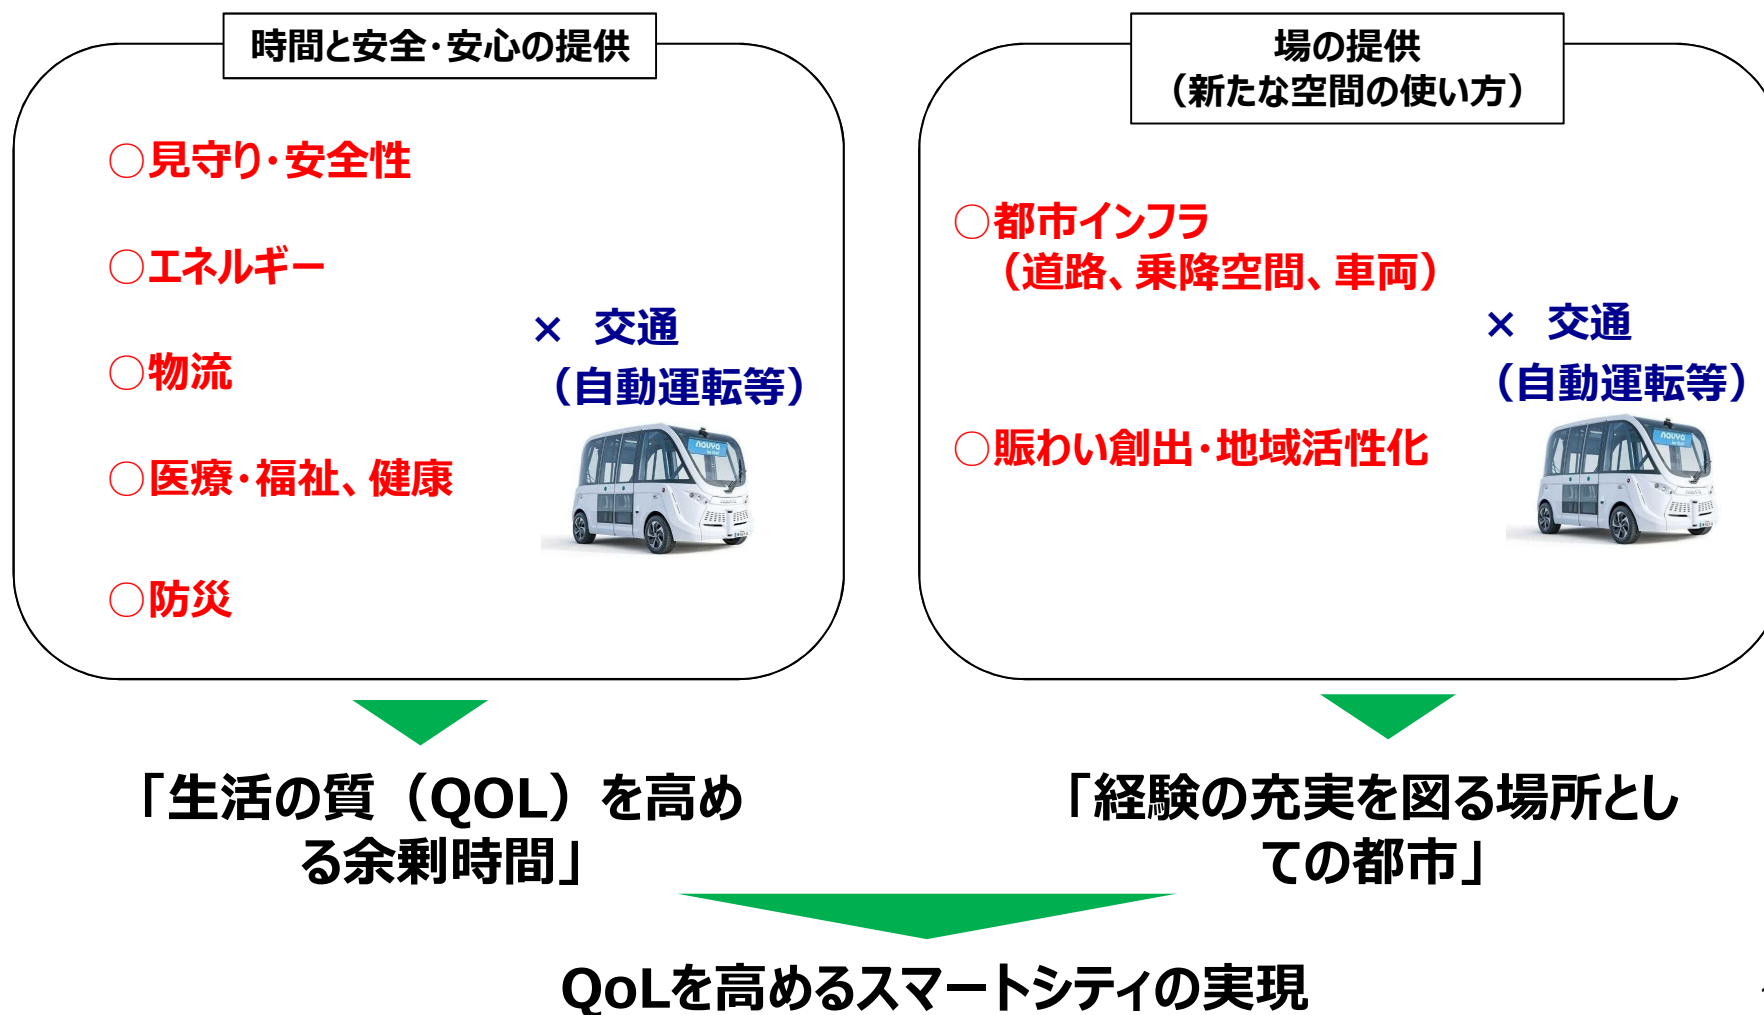 時間と安全・安心の提供
○見守り・安全性
○エネルギー
○物流
○医療・福祉、健康
○防災
× 交通
（自動運転等）
場の提供
（新たな空間の使い方）
○都市インフラ
（道路、乗降空間、車両）
○賑わい創出・地域活性化
× 交通
（自動運転等）
「生活の質（QOL）を高め
る余剰時間」
「経験の充実を図る場所とし
ての都市」
QoLを高めるスマートシティの実現